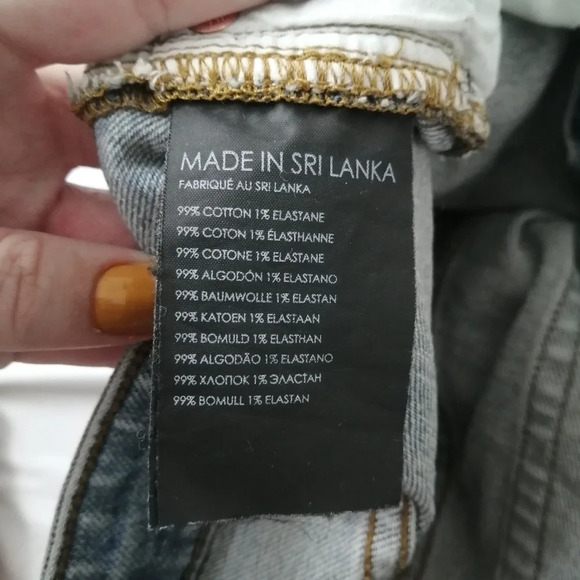 MADE IN SRI LANKA
FABRIQUÉ AU SRI LANKA
99% COTTON 1% ELASTANE
99% COTON 1% ÉLASTHANNE
99% COTONE 1% ELASTANE
99% ALGODÓN 1% ELASTANO
99% BAUMWOLLE 1% ELASTAN
99% KATOEN 1% ELASTAAN
99% BOMULD 1% ELASTHAN
99% ALGODÃO 1% ELASTANO
99% ХЛОПОК 1% ЭЛАСТАН
99% BOMULL 1% ELASTAN